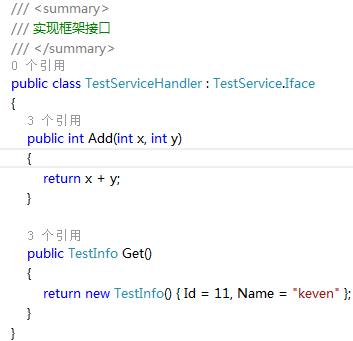 /// <summary>
/// 实现框架接口
/// </summary>
0 个引用
public class TestServiceHandler : TestService.Iface
{
3 个引用
public int Add(int x, int y)
{
return x + y;
}
3 个引用
public TestInfo Get()
{
return new TestInfo() { Id = 11, Name = "keven" };
}
}